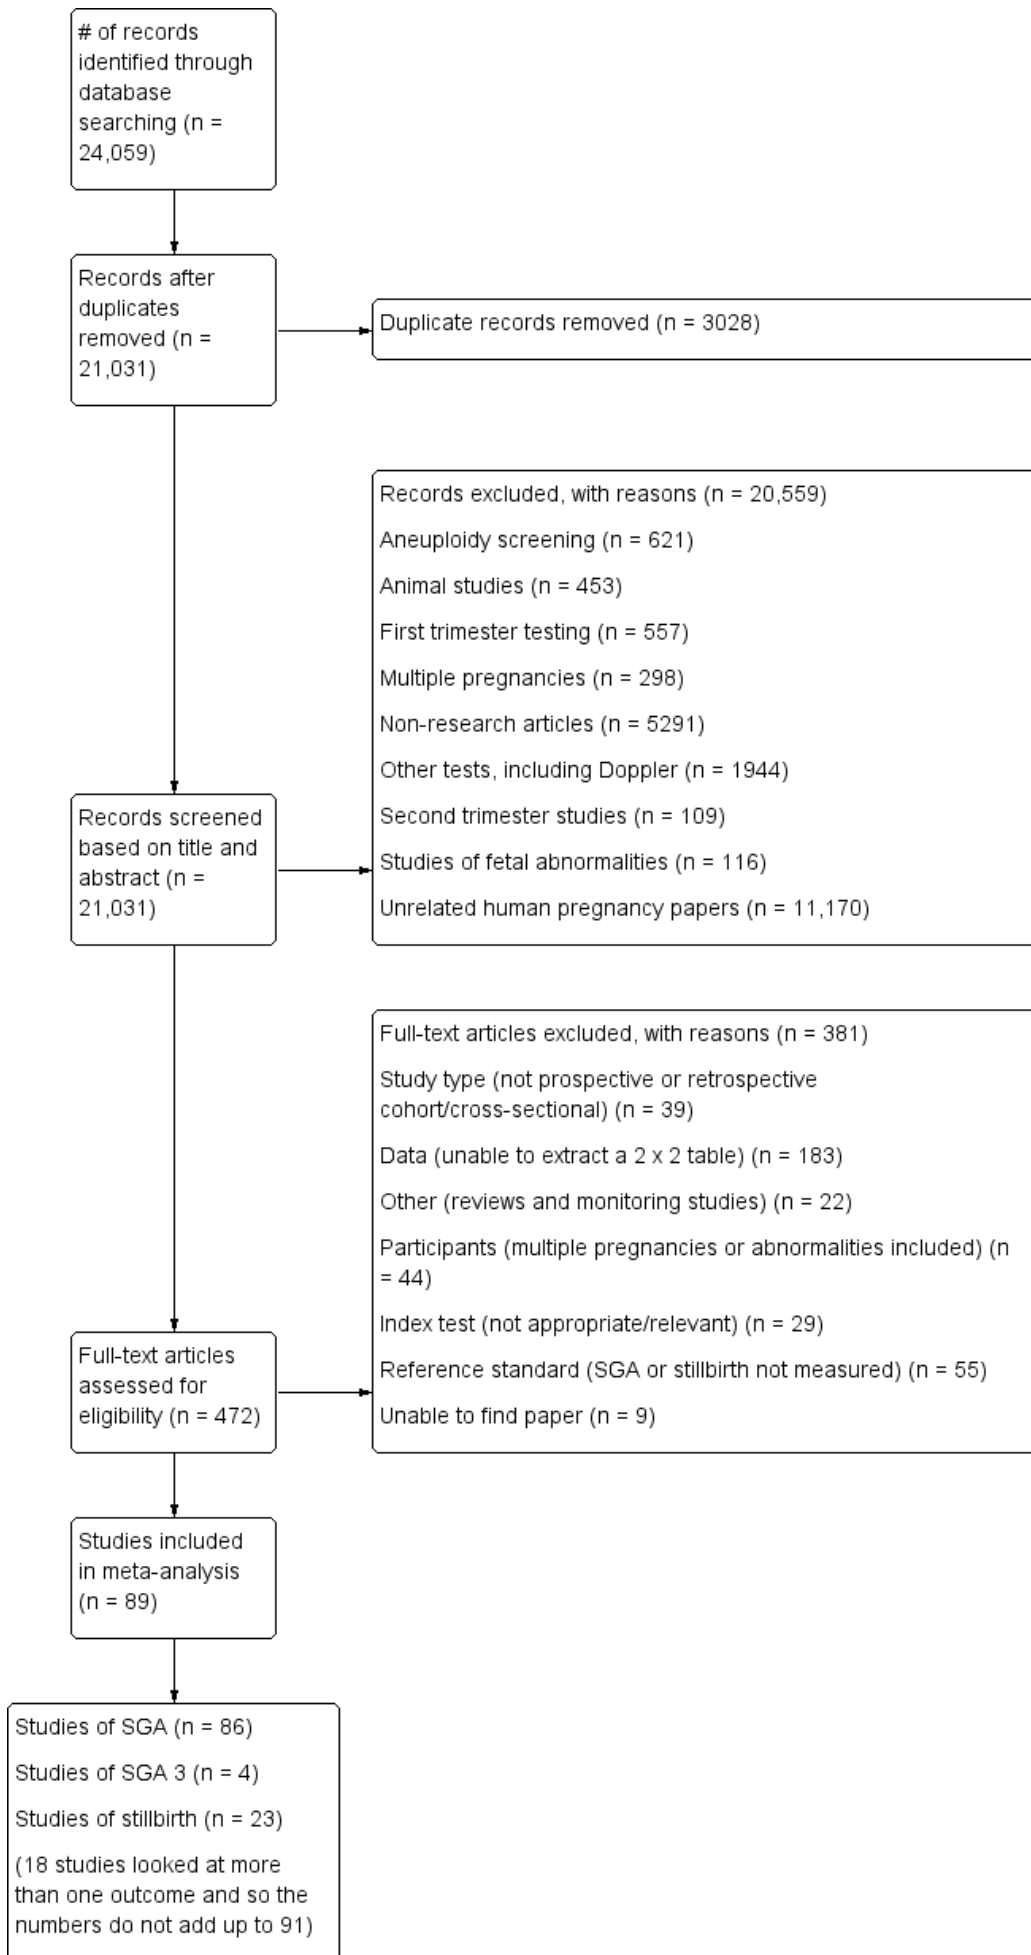 # of records
identified through
database
searching (n =
24,059)
Records after
duplicates
removed (n =
21,031)
Duplicate records removed (n = 3028)
Records excluded, with reasons (n = 20,559)
Aneuploidy screening (n = 621)
Animal studies (n = 453)
First trimester testing (n = 557)
Multiple pregnancies (n = 298)
Non-research articles (n = 5291)
Other tests, including Doppler (n = 1944)
Second trimester studies (n = 109)
Studies of fetal abnormalities (n = 116)
Unrelated human pregnancy papers (n = 11,170)
Records screened
based on title and
abstract (n =
21,031)
Full-text articles excluded, with reasons (n = 381)
Study type (not prospective or retrospective
cohort/cross-sectional) (n = 39)
Data (unable to extract a 2 x 2 table) (n = 183)
Other (reviews and monitoring studies) (n = 22)
Participants (multiple pregnancies or abnormalities included) (n
= 44)
Index test (not appropriate/relevant) (n = 29)
Reference standard (SGA or stillbirth not measured) (n = 55)
Unable to find paper (n = 9)
Full-text articles
assessed for
eligibility (n = 472)
Studies included
in meta-analysis
(n = 89)
Studies of SGA (n = 86)
Studies of SGA 3 (n = 4)
Studies of stillbirth (n = 23)
(18 studies looked at more
than one outcome and so the
numbers do not add up to 91)